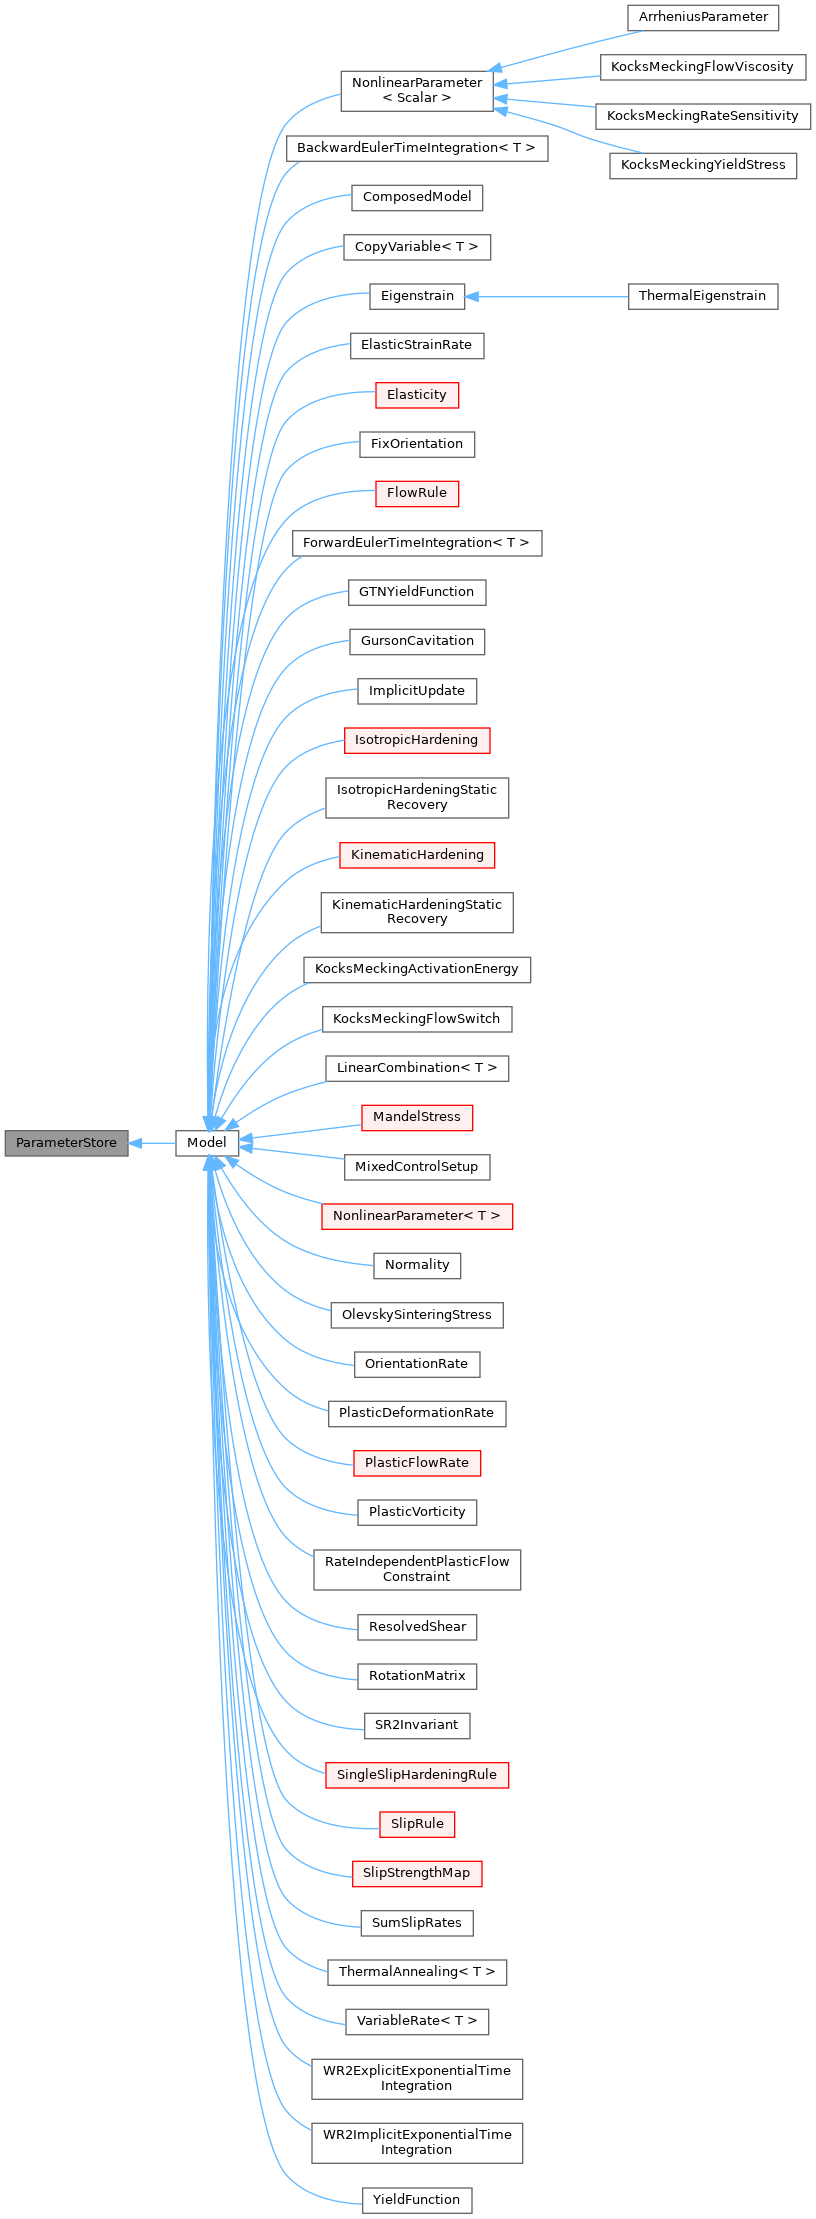 ArrheniusParameter
KocksMeckingFlowViscosity
NonlinearParameter
< Scalar >
KocksMeckingRateSensitivity
BackwardEulerTimeIntegration< T >
KocksMeckingYieldStress
ComposedModel
CopyVariable< T >
Eigenstrain
ThermalEigenstrain
ElasticStrainRate
Elasticity
FixOrientation
FlowRule
ForwardEulerTimeIntegration< T >
GTNYieldFunction
GursonCavitation
ImplicitUpdate
IsotropicHardening
IsotropicHardeningStatic
Recovery
KinematicHardening
KinematicHardeningStatic
Recovery
KocksMeckingActivationEnergy
KocksMeckingFlowSwitch
LinearCombination< T >
MandelStress
ParameterStore
Model
MixedControlSetup
NonlinearParameter< T >
Normality
OlevskySinteringStress
OrientationRate
PlasticDeformationRate
PlasticFlowRate
PlasticVorticity
RateIndependentPlasticFlow
Constraint
ResolvedShear
RotationMatrix
SR2Invariant
SingleSlipHardeningRule
SlipRule
SlipStrengthMap
SumSlipRates
ThermalAnnealing< T >
VariableRate< T >
WR2ExplicitExponentialTime
Integration
WR2ImplicitExponentialTime
Integration
YieldFunction